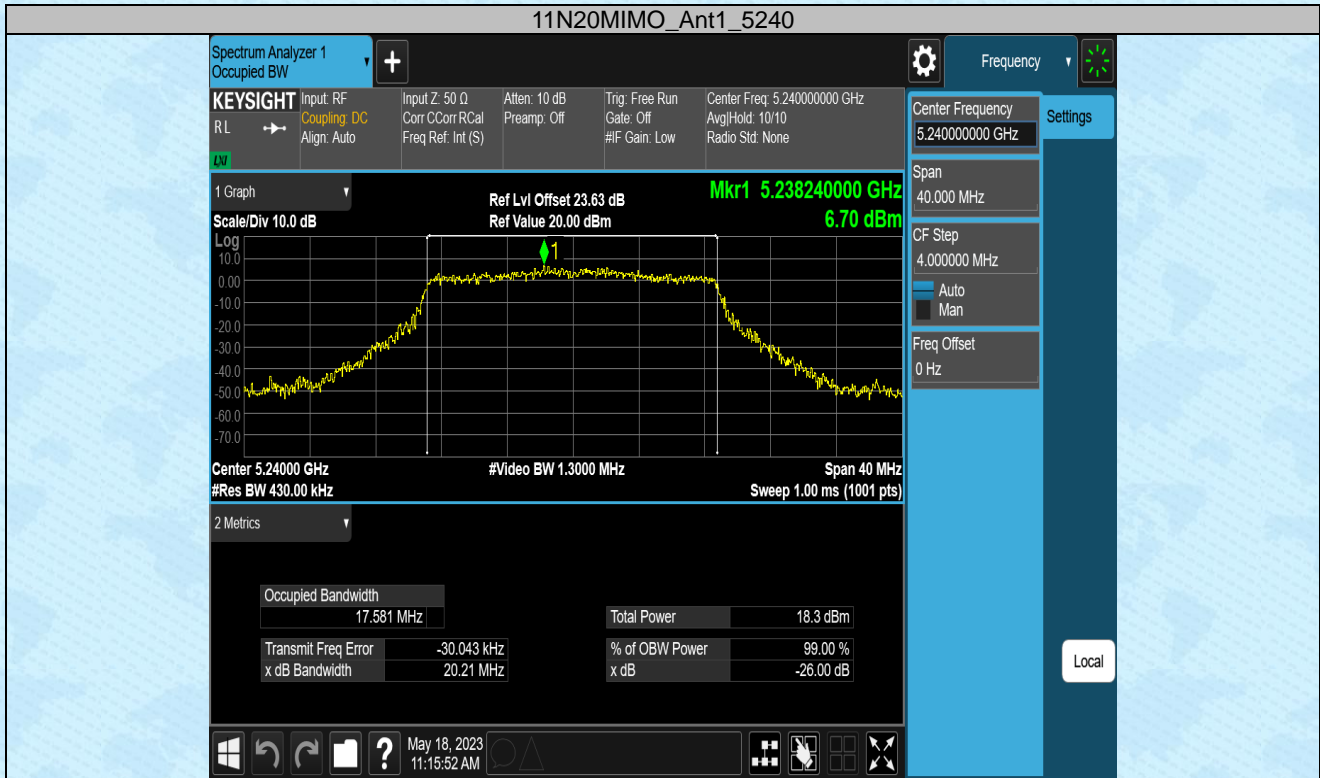 11N20MIMO_Ant1_5240
Spectrum Analyzer 1
Occupied BW
+
Frequency
KEYSIGHT
R L
LXI
Input: RF
Coupling: DC
Align: Auto
Input Z: 50 Ω
Corr CCorr RCal
Freq Ref: Int (S)
Atten: 10 dB
Preamp: Off
Trig: Free Run
Gate: Off
#IF Gain: Low
Center Freq: 5.240000000 GHz
Avg|Hold: 10/10
Radio Std: None
1 Graph
Scale/Div 10.0 dB
Ref Lvl Offset 23.63 dB
Ref Value 20.00 dBm
Mkr1 5.238240000 GHz
6.70 dBm
Log
10.0
0.00
-10.0
-20.0
-30.0
-40.0
-50.0
-60.0
-70.0
1
Center 5.24000 GHz
#Res BW 430.00 kHz
#Video BW 1.3000 MHz
Span 40 MHz
Sweep 1.00 ms (1001 pts)
2 Metrics
Occupied Bandwidth
17.581 MHz
Total Power 18.3 dBm
Transmit Freq Error -30.043 kHz
% of OBW Power 99.00 %
x dB Bandwidth 20.21 MHz
x dB -26.00 dB
Center Frequency
5.240000000 GHz
Settings
Span
40.000 MHz
CF Step
4.000000 MHz
Auto
Man
Freq Offset
0 Hz
Local
?
May 18, 2023
11:15:52 AM